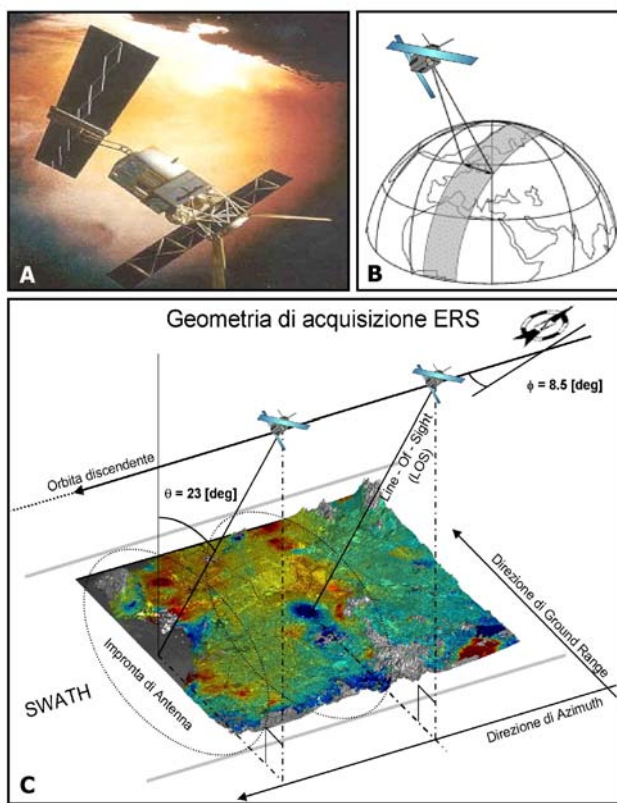 A
B
Geometria di acquisizione ERS
ϕ = 8.5 [deg]
Orbita discendente
θ = 23 [deg]
Line - Of - Sight
(LOS)
Direzione di Ground Range
Impronta di Antenna
SWATH
Direzione di Azimuth
C